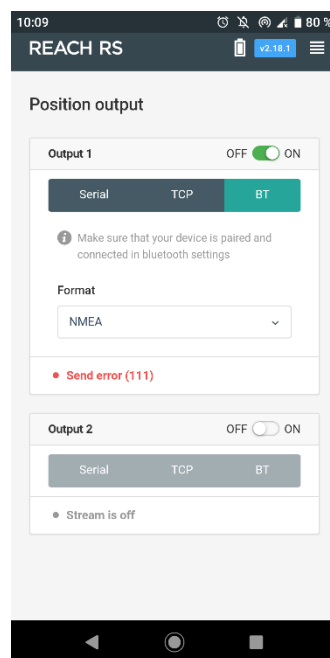 10:09
80 %
REACH RS
v2.18.1
Position output
Output 1
OFF ON
Serial TCP BT
Make sure that your device is paired and
connected in bluetooth settings
Format
NMEA
Send error (111)
Output 2
OFF ON
Serial TCP BT
Stream is off